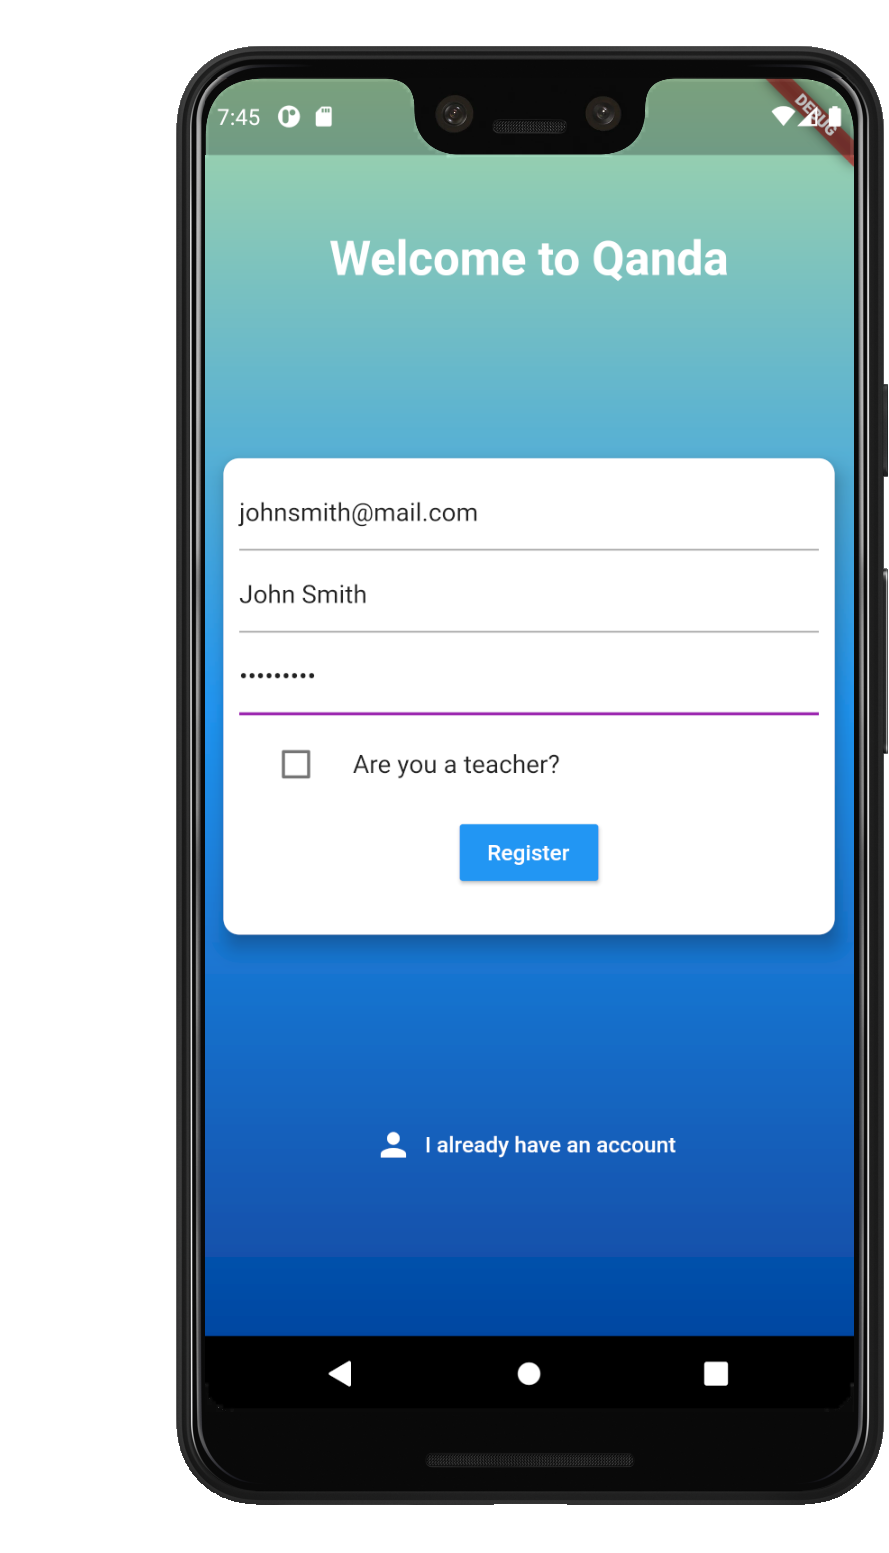 7:45
DEBUG
Welcome to Qanda
johnsmith@mail.com
John Smith
•••••••••
Are you a teacher?
Register
I already have an account